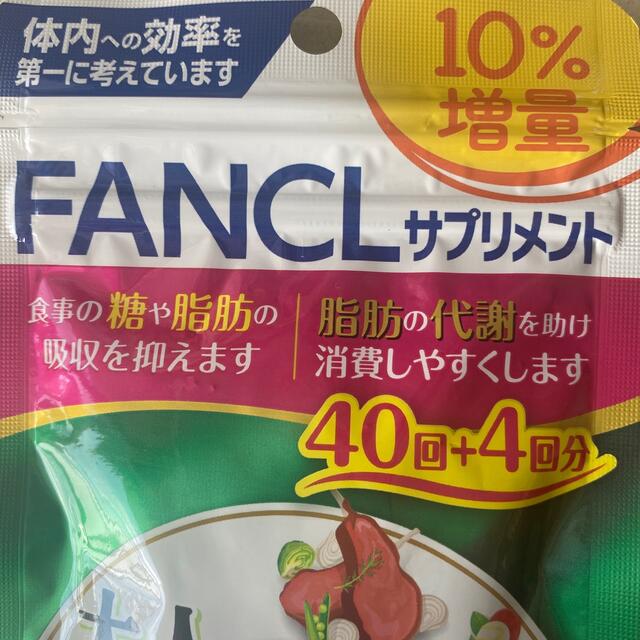 体内への効率を
第一に考えています
10%
増量
FANCL サプリメント
食事の糖や脂肪の
吸収を抑えます
脂肪の代謝を助け
消費しやすくします
40回+4回分